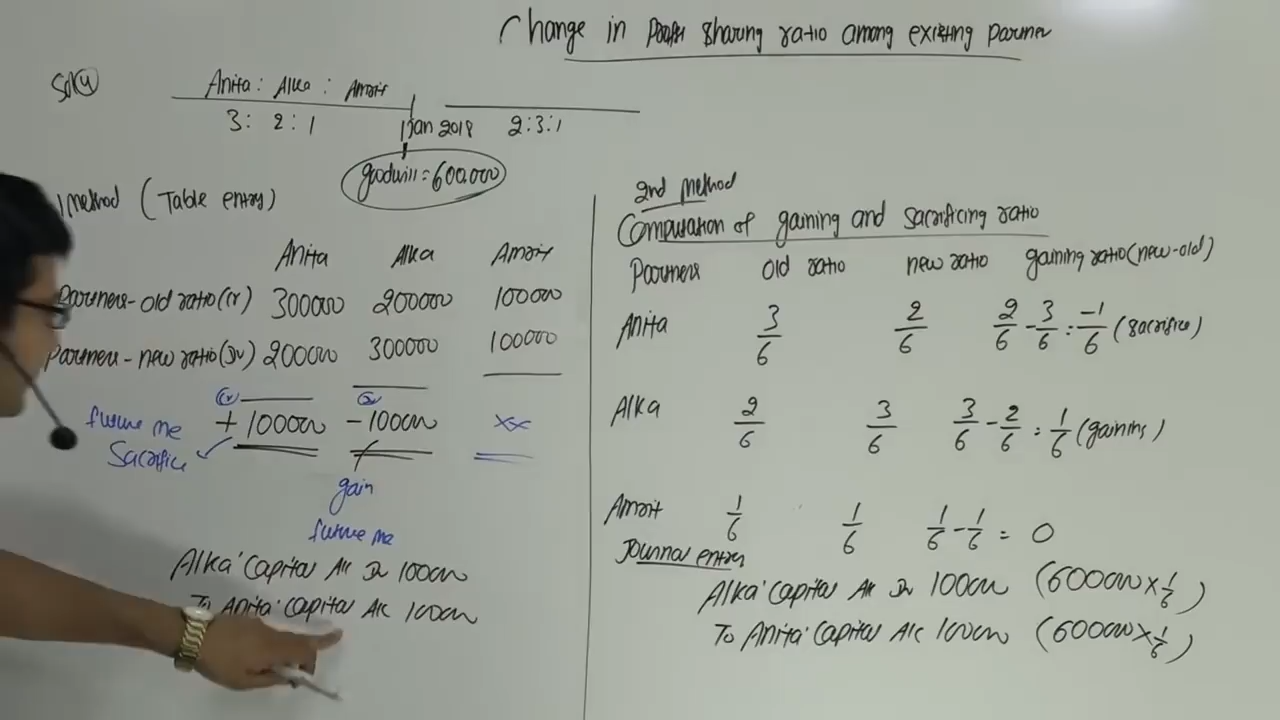 Change in Profit sharing ratio among existing Partner
Sol 4
Anita : Alka : Amrit
3 : 2 : 1
1 Jan 2018
2:3:1
goodwill = 600000
1 Method (Table entry)
Anita Alka Amrit
Partners - old ratio (cr) 300000 200000 100000
Partners - new ratio (Dr) 200000 300000 100000
(cr) (Dr)
+ 100000 - 100000 xx
future me
Sacrifice
gain
future me
Alka' Capital A/c Dr 100000
To Anita' Capital A/c 100000
2nd Method
Computation of gaining and Sacrificing ratio
Partners old ratio new ratio gaining ratio (new-old)
Anita 3/6 2/6 2/6 - 3/6 : -1/6 (Sacrifice)
Alka 2/6 3/6 3/6 - 2/6 = 1/6 (gaining)
Amrit 1/6 1/6 1/6 - 1/6 = 0
Journal entry
Alka' Capital A/c Dr 100000 (600000 x 1/6)
To Anita' Capital A/c 100000 (600000 x 1/6)